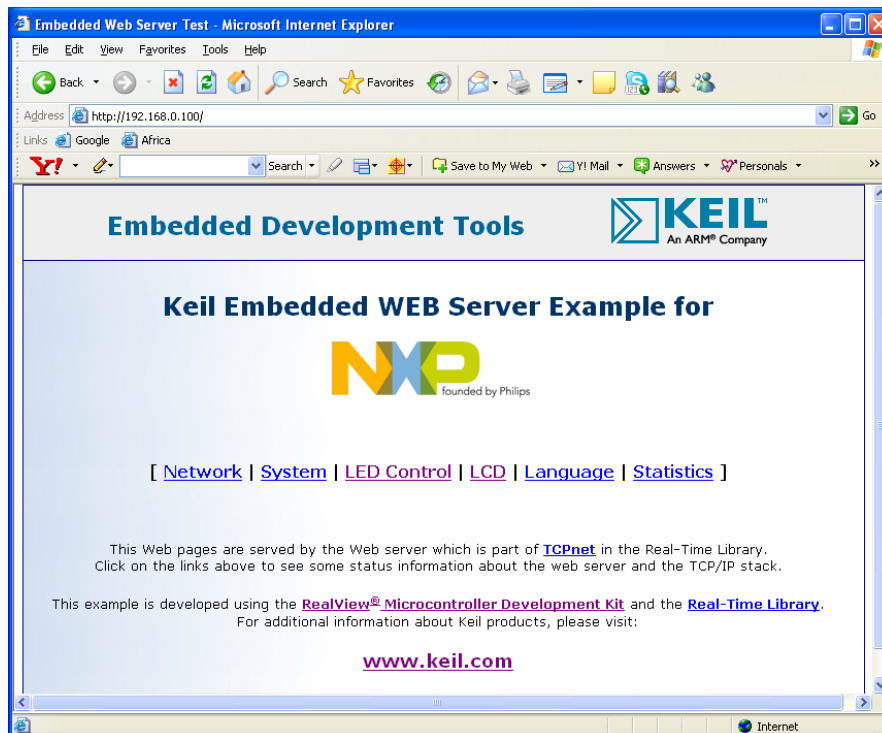 Embedded Web Server Test - Microsoft Internet Explorer
File Edit View Favorites Tools Help
Back Search Favorites
Address http://192.168.0.100/ Go
Links Google Africa
Y! Search Save to My Web Y! Mail Answers Personals >>
Embedded Development Tools
KEIL™
An ARM® Company
Keil Embedded WEB Server Example for
NXP
founded by Philips
[ Network | System | LED Control | LCD | Language | Statistics ]
This Web pages are served by the Web server which is part of TCPnet in the Real-Time Library.
Click on the links above to see some status information about the web server and the TCP/IP stack.
This example is developed using the RealView® Microcontroller Development Kit and the Real-Time Library.
For additional information about Keil products, please visit:
www.keil.com
Internet